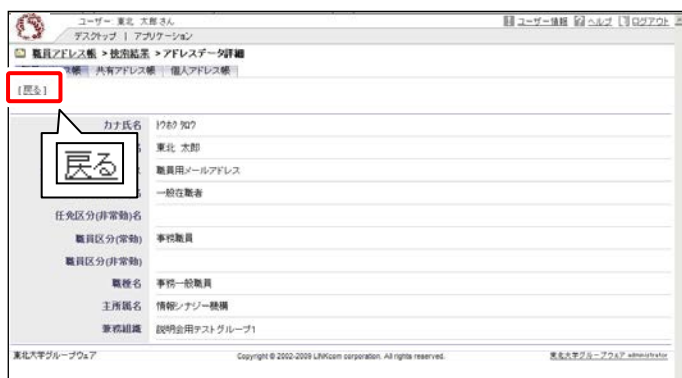 ユーザー: 東北 太郎さん
ユーザー情報 ヘルプ ログアウト
デスクトップ | アプリケーション
職員アドレス帳 > 検索結果 > アドレスデータ詳細
共有アドレス帳 個人アドレス帳
[戻る]
カナ氏名 トウホク タロウ
東北 太郎
職員用メールアドレス
戻る
一般在職者
任免区分(非常勤)名
職員区分(常勤) 事務職員
職員区分(非常勤)
職種名 事務一般職員
主所属名 情報シナジー機構
兼務組織 説明会用テストグループ1
東北大学グループウェア
Copyright © 2002-2009 LINKcom corporation. All rights reserved.
東北大学グループウェア administrator